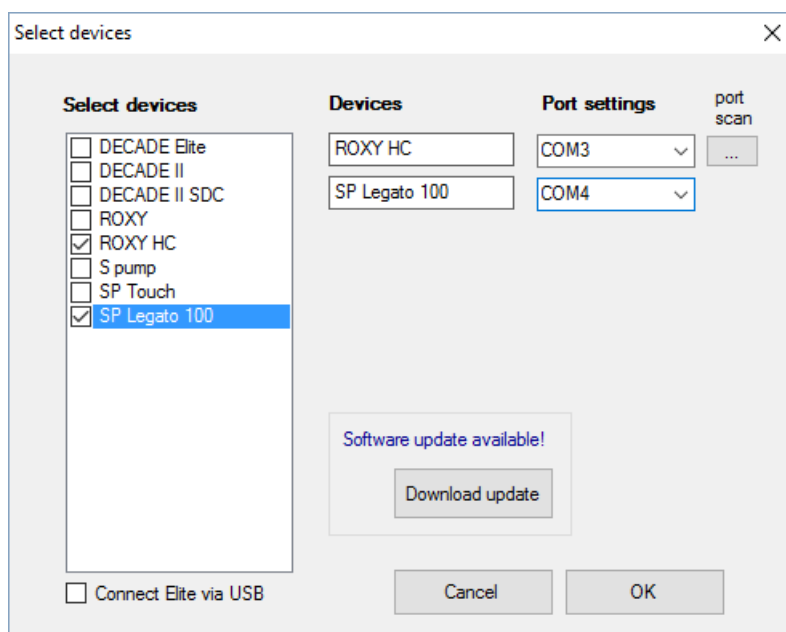 Select devices
Select devices
DECADE Elite
DECADE II
DECADE II SDC
ROXY
ROXY HC
S pump
SP Touch
SP Legato 100
Connect Elite via USB
Devices
ROXY HC
SP Legato 100
Port settings
COM3
COM4
port
scan
...
Software update available!
Download update
Cancel
OK